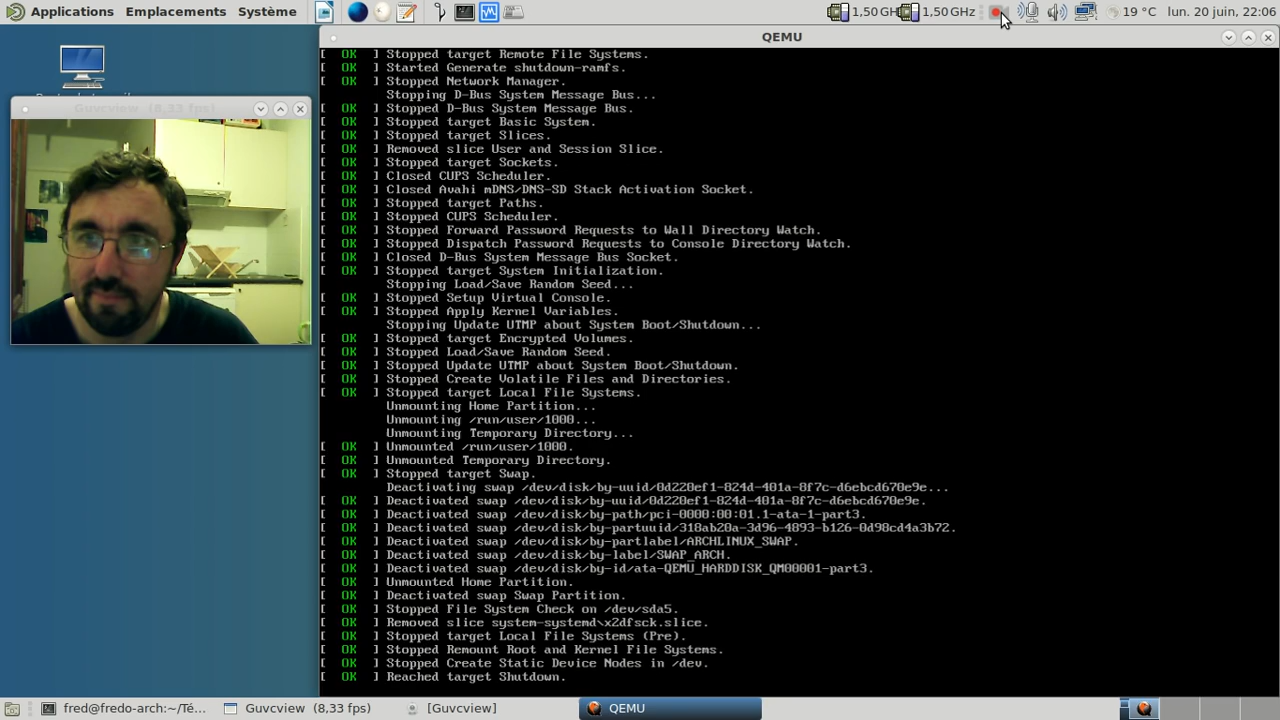 Applications Emplacements Système 1,50 GH 1,50 GHz 19 °C lun. 20 juin, 22:06
QEMU
[ OK ] Stopped target Remote File Systems.
[ OK ] Started Generate shutdown-ramfs.
[ OK ] Stopped Network Manager.
Stopping D-Bus System Message Bus...
[ OK ] Stopped D-Bus System Message Bus.
[ OK ] Stopped target Basic System.
[ OK ] Stopped target Slices.
[ OK ] Removed slice User and Session Slice.
[ OK ] Stopped target Sockets.
[ OK ] Closed CUPS Scheduler.
[ OK ] Closed Avahi mDNS/DNS-SD Stack Activation Socket.
[ OK ] Stopped target Paths.
[ OK ] Stopped CUPS Scheduler.
[ OK ] Stopped Forward Password Requests to Wall Directory Watch.
[ OK ] Stopped Dispatch Password Requests to Console Directory Watch.
[ OK ] Closed D-Bus System Message Bus Socket.
[ OK ] Stopped target System Initialization.
Stopping Load/Save Random Seed...
[ OK ] Stopped Setup Virtual Console.
[ OK ] Stopped Apply Kernel Variables.
Stopping Update UTMP about System Boot/Shutdown...
[ OK ] Stopped target Encrypted Volumes.
[ OK ] Stopped Load/Save Random Seed.
[ OK ] Stopped Update UTMP about System Boot/Shutdown.
[ OK ] Stopped Create Volatile Files and Directories.
[ OK ] Stopped target Local File Systems.
Unmounting Home Partition...
Unmounting /run/user/1000...
Unmounting Temporary Directory...
[ OK ] Unmounted /run/user/1000.
[ OK ] Unmounted Temporary Directory.
[ OK ] Stopped target Swap.
Deactivating swap /dev/disk/by-uuid/0d220ef1-824d-401a-8f7c-d6ebcd670e9e...
[ OK ] Deactivated swap /dev/disk/by-uuid/0d220ef1-824d-401a-8f7c-d6ebcd670e9e.
[ OK ] Deactivated swap /dev/disk/by-path/pci-0000:00:01.1-ata-1-part3.
[ OK ] Deactivated swap /dev/disk/by-partuuid/318ab20a-3d96-4893-b126-0d98cd4a3b72.
[ OK ] Deactivated swap /dev/disk/by-partlabel/ARCHLINUX_SWAP.
[ OK ] Deactivated swap /dev/disk/by-label/SWAP_ARCH.
[ OK ] Deactivated swap /dev/disk/by-id/ata-QEMU_HARDDISK_QM00001-part3.
[ OK ] Unmounted Home Partition.
[ OK ] Deactivated swap Swap Partition.
[ OK ] Stopped File System Check on /dev/sda5.
[ OK ] Removed slice system-systemd\x2dfsck.slice.
[ OK ] Stopped target Local File Systems (Pre).
[ OK ] Stopped Remount Root and Kernel File Systems.
[ OK ] Stopped Create Static Device Nodes in /dev.
[ OK ] Reached target Shutdown.
Guvcview (8,33 fps)
fred@fredo-arch:~/Té... Guvcview (8,33 fps) [Guvcview] QEMU